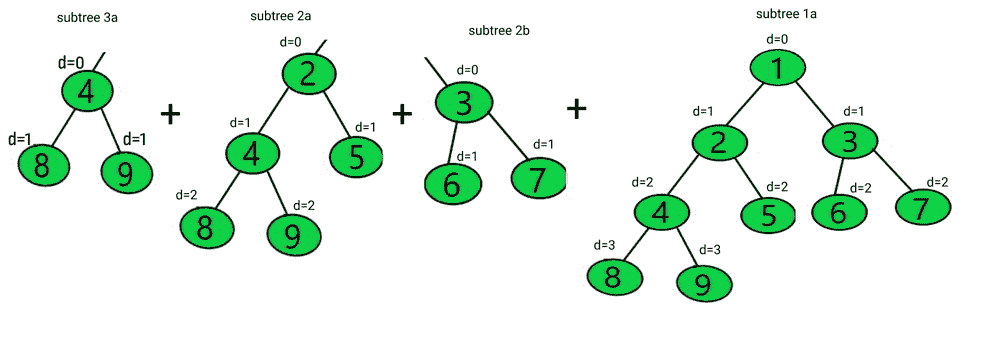 subtree 3a
d=0
4
d=1
d=1
8
9
+
subtree 2a
d=0
2
d=1
d=1
4
5
d=2
d=2
8
9
+
subtree 2b
d=0
3
d=1
d=1
6
7
+
subtree 1a
d=0
1
d=1
d=1
2
3
d=2
d=2
d=2
d=2
4
5
6
7
d=3
d=3
8
9